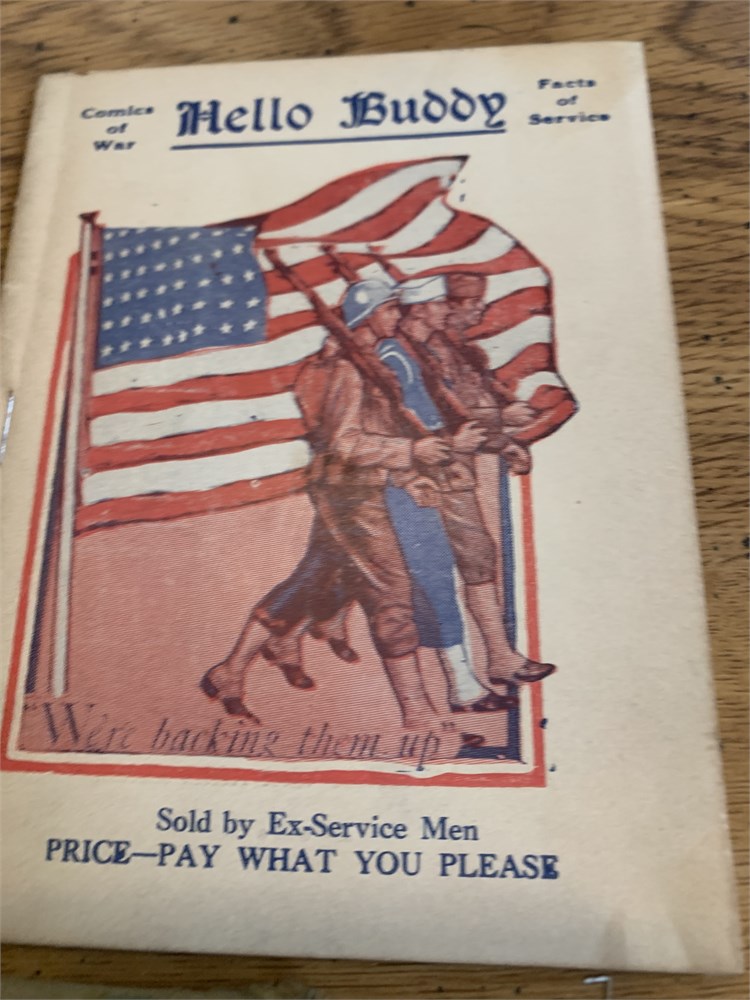 Comics
of
War
Hello Buddy
Facts
of
Service
"We're backing them up"
Sold by Ex-Service Men
PRICE—PAY WHAT YOU PLEASE